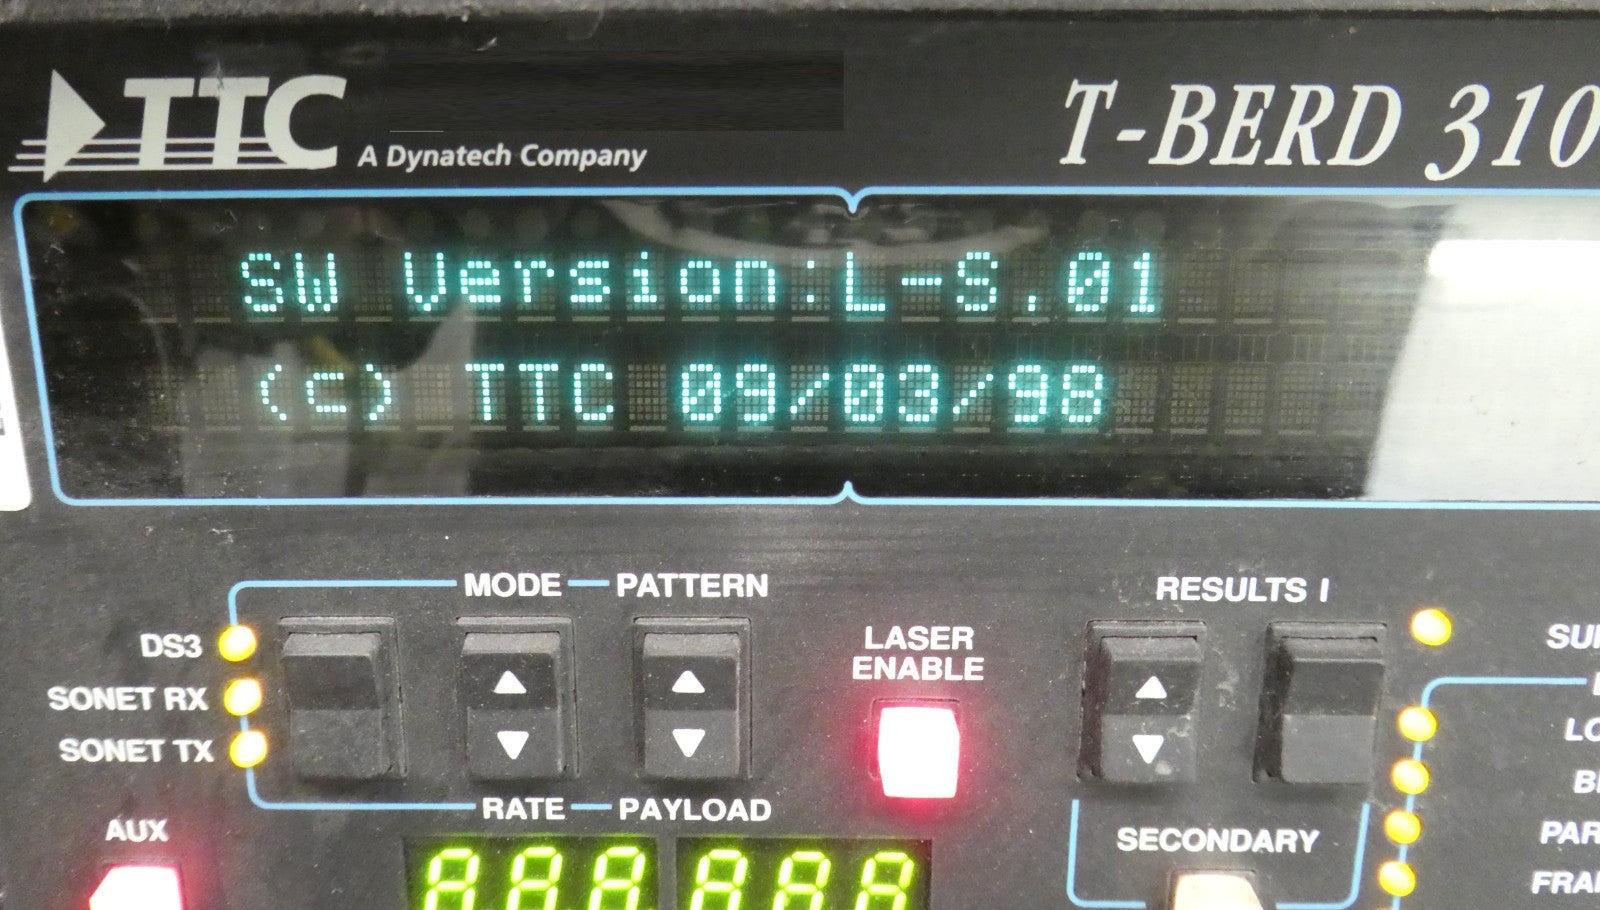 TTC
A Dynatech Company
T-BERD 310
SW Version:L-S.01
(c) TTC 09/03/98
MODE PATTERN
RESULTS I
DS3
SONET RX
SONET TX
LASER
ENABLE
RATE PAYLOAD
AUX
SECONDARY